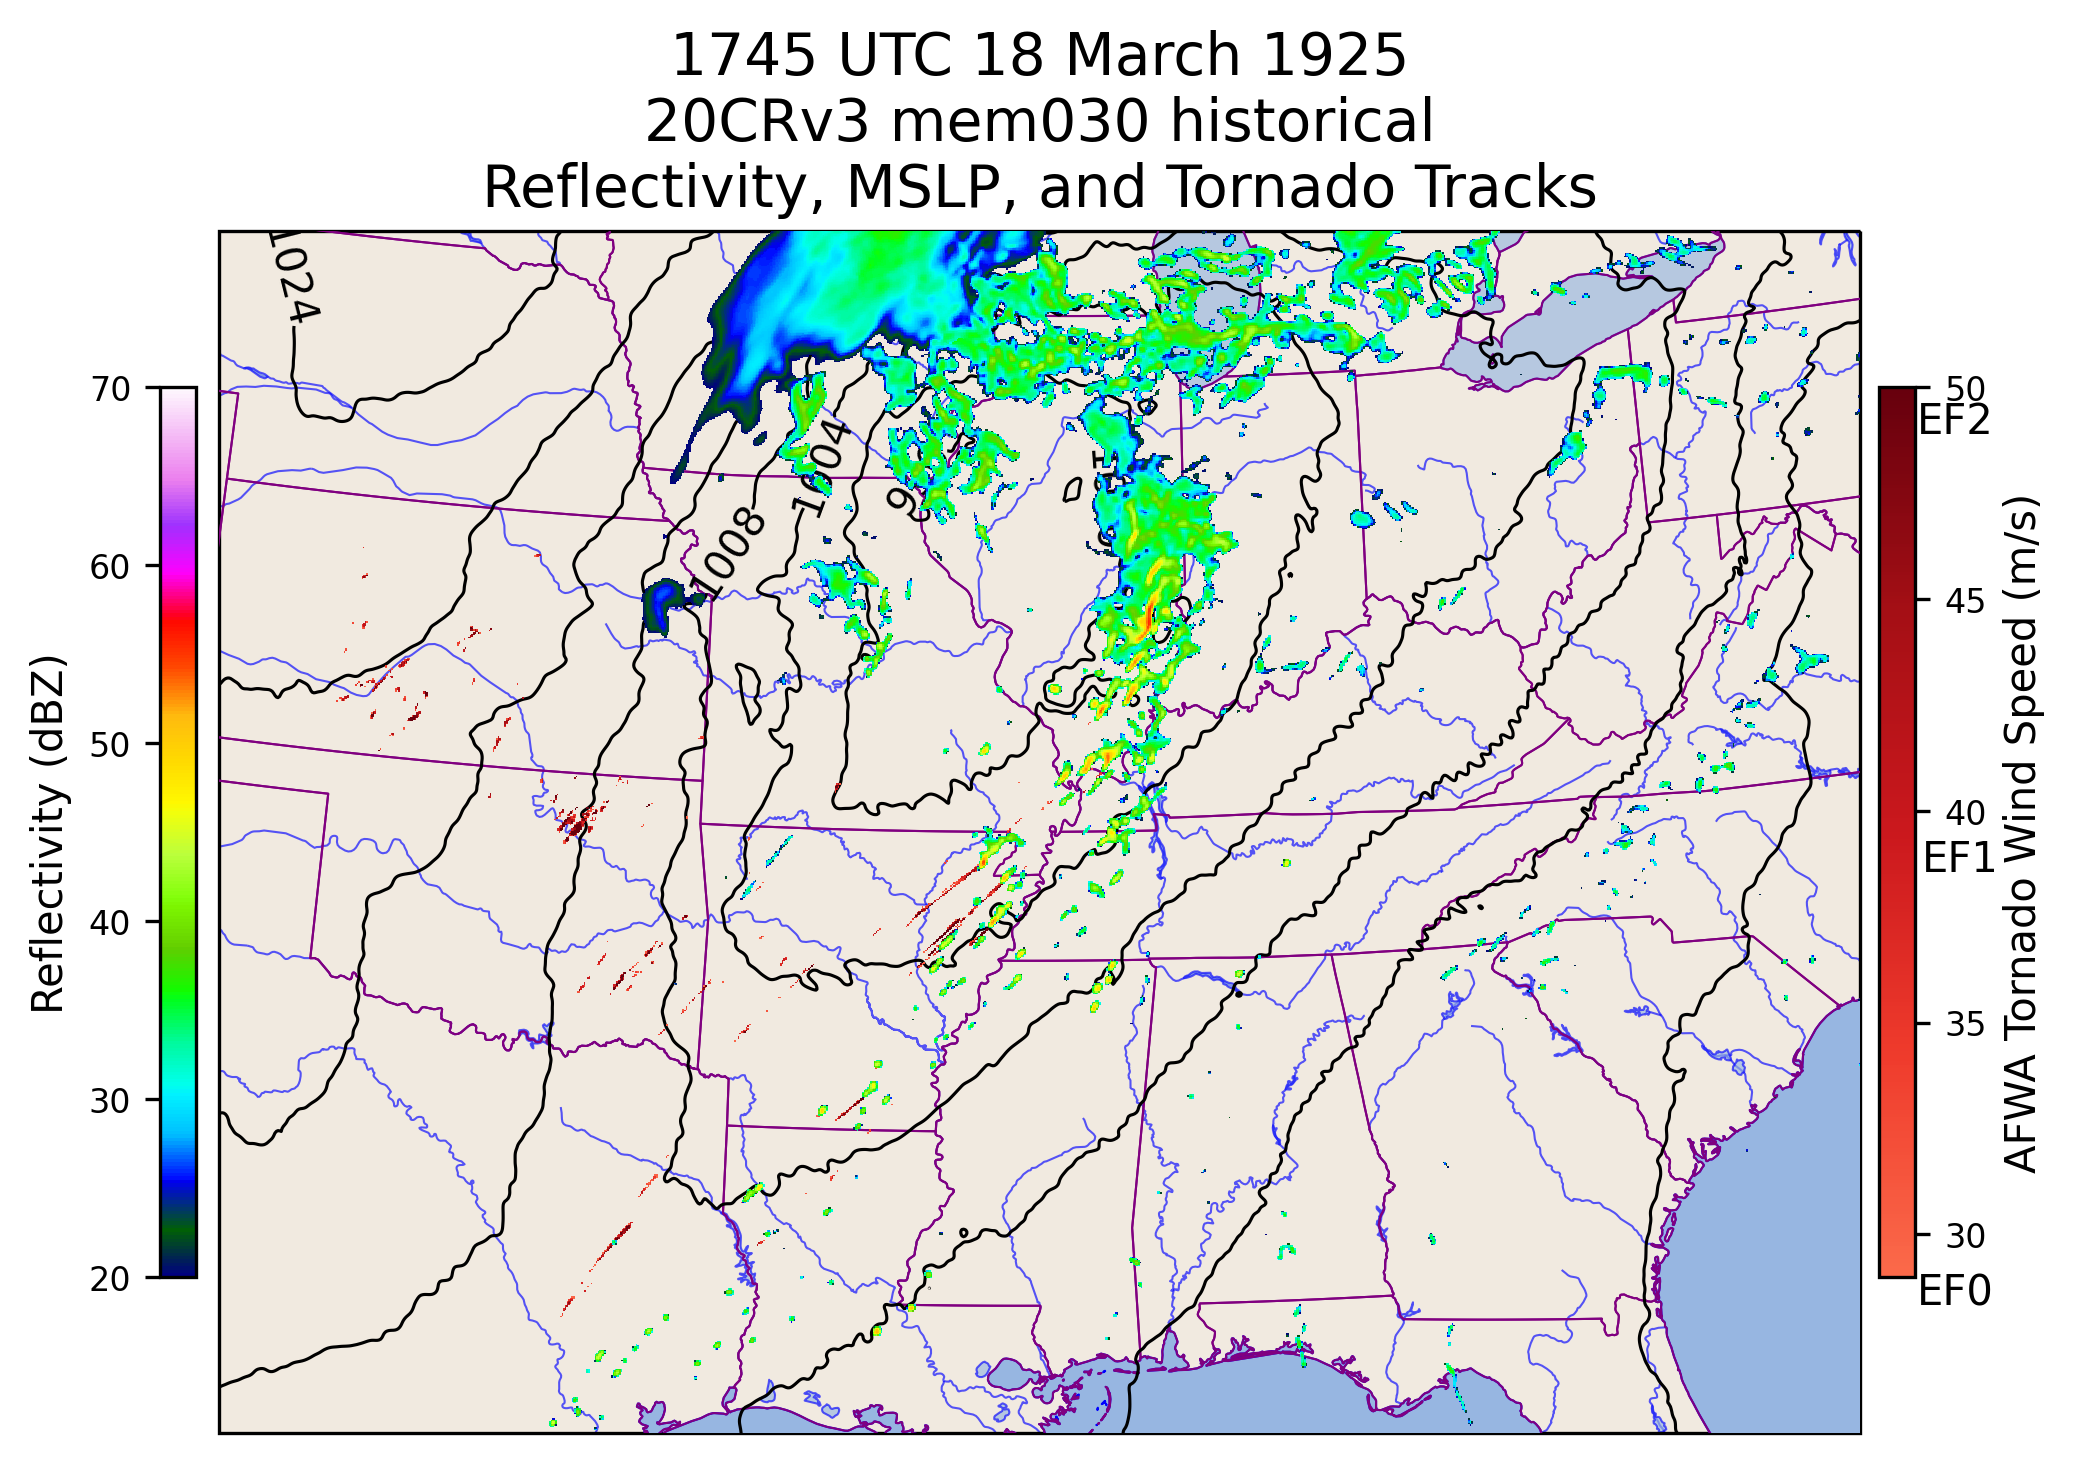 1745 UTC 18 March 1925
20CRv3 mem030 historical
Reflectivity, MSLP, and Tornado Tracks
1024
1004
1008
70
60
50
40
30
20
Reflectivity (dBZ)
50
EF2
45
40
EF1
35
30
EF0
AFWA Tornado Wind Speed (m/s)